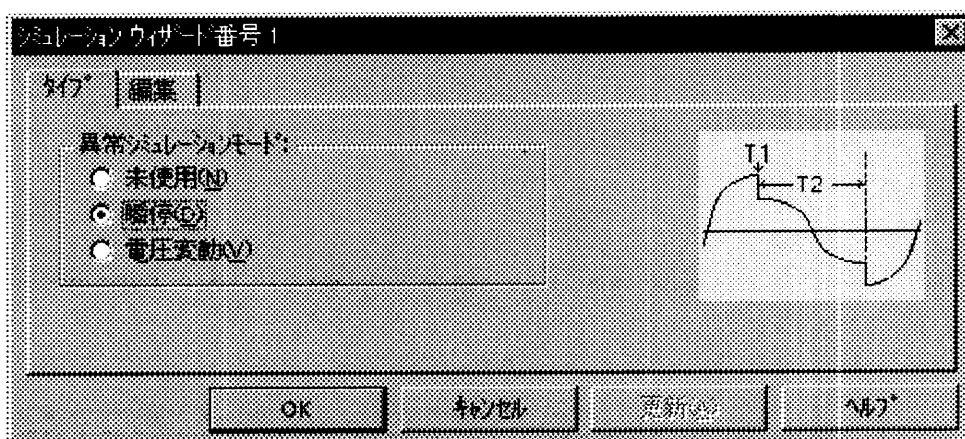 シミュレーション ウィザード 番号 1
タイプ
編集
異常シミュレーションモード:
未使用(N)
瞬停(D)
電圧変動(V)
T1
T2
OK
キャンセル
更新(A)
ヘルプ